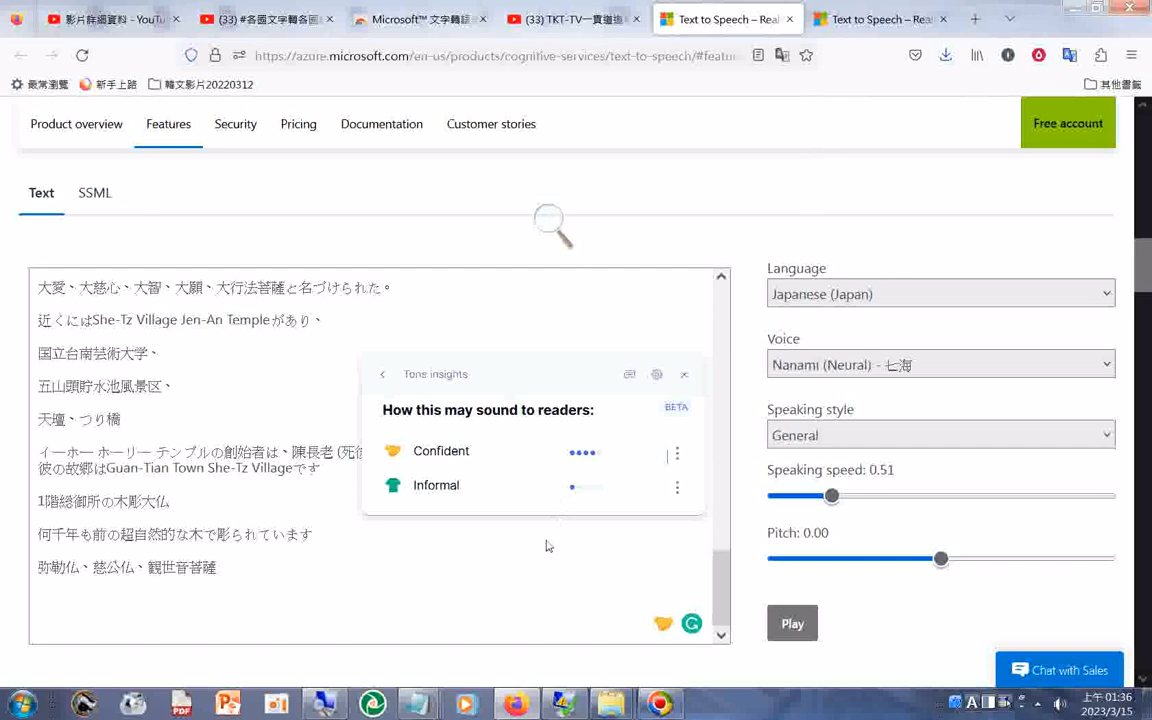 影片詳細資料 - YouTu
(33) #各國文字轉各國
Microsoft™ 文字轉語
(33) TKT-TV一貫道道
Text to Speech – Real
Text to Speech – Real
https://azure.microsoft.com/en-us/products/cognitive-services/text-to-speech/#featur
最常瀏覽
新手上路
韓文影片20220312
其他書籤
Product overview
Features
Security
Pricing
Documentation
Customer stories
Free account
Text
SSML
大愛、大慈心、大智、大願、大行法菩薩と名づけられた。
近くにはShe-Tz Village Jen-An Templeがあり、
国立台南芸術大学、
五山頭貯水池風景区、
天壇、つり橋
イーホー ホーリー テンプルの創始者は、陳長老 (死後
彼の故郷はGuan-Tian Town She-Tz Villageです
1階総御所の木彫大仏
何千年も前の超自然的な木で彫られています
弥勒仏、慈公仏、観世音菩薩
Tone insights
How this may sound to readers:
BETA
Confident
Informal
Language
Japanese (Japan)
Voice
Nanami (Neural) - 七海
Speaking style
General
Speaking speed: 0.51
Pitch: 0.00
Play
Chat with Sales
PDF
A
上午 01:36
2023/3/15